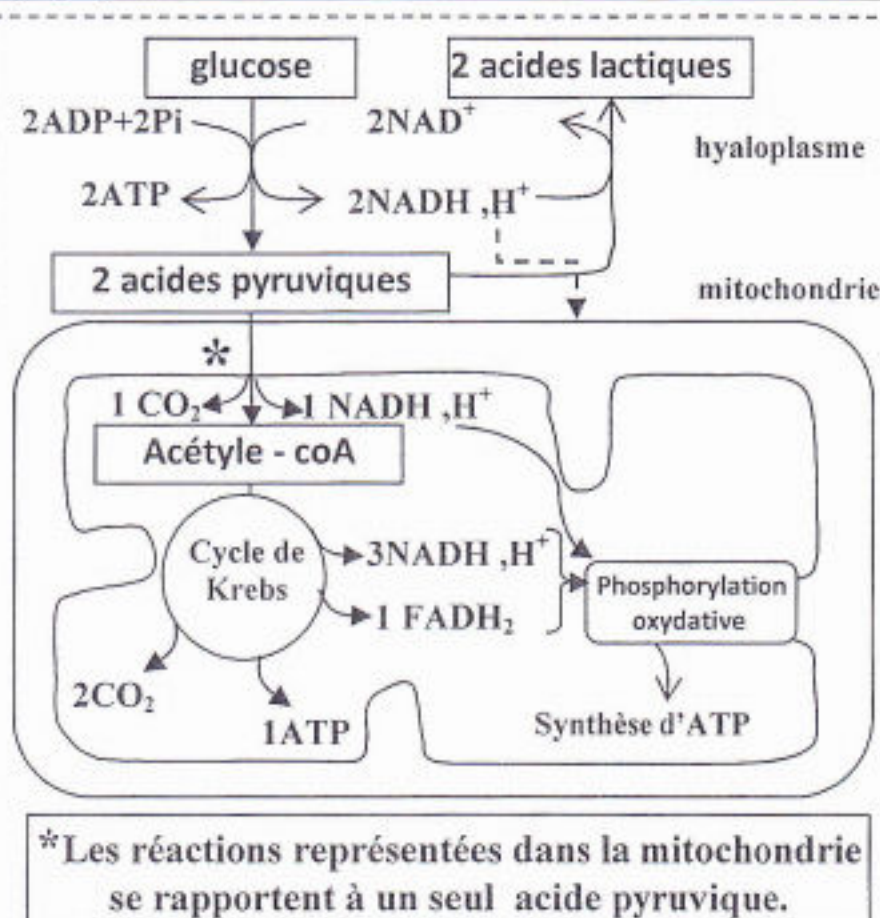 glucose
2 acides lactiques
2ADP+2Pi
2NAD⁺
hyaloplasme
2ATP
2NADH ,H⁺
2 acides pyruviques
mitochondrie
*
1 CO₂
1 NADH ,H⁺
Acétyle - coA
Cycle de
Krebs
3NADH ,H⁺
1 FADH₂
Phosphorylation
oxydative
2CO₂
1ATP
Synthèse d'ATP
*Les réactions représentées dans la mitochondrie
se rapportent à un seul acide pyruvique.